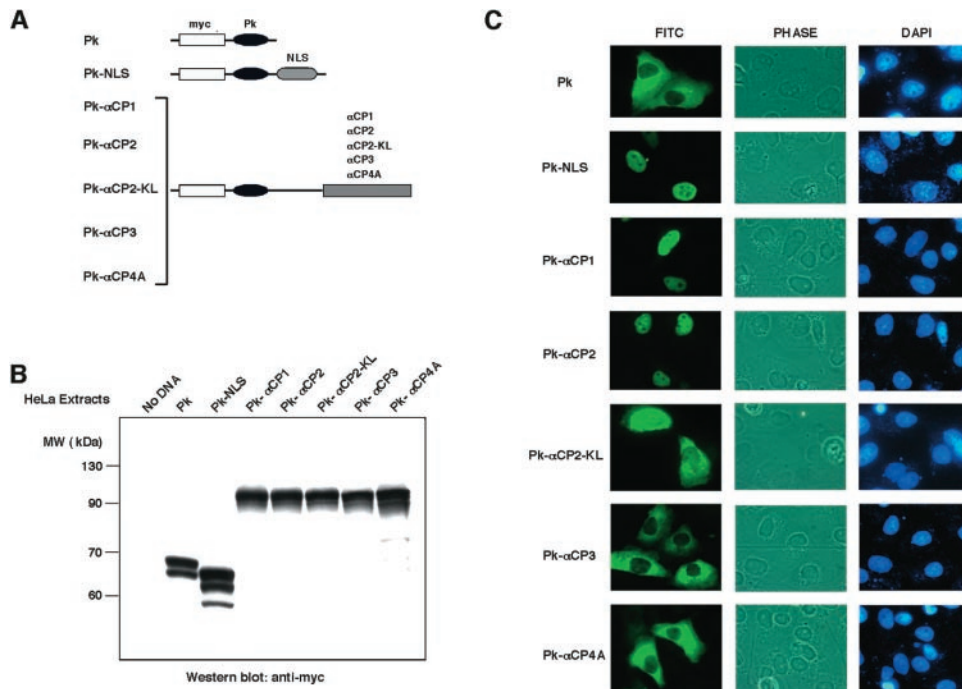 A
myc Pk
Pk
NLS
Pk-NLS
Pk-αCP1
αCP1
Pk-αCP2
αCP2
αCP2-KL
αCP3
αCP4A
Pk-αCP2-KL
Pk-αCP3
Pk-αCP4A
B
HeLa Extracts
No DNA
Pk
Pk-NLS
Pk- αCP1
Pk- αCP2
Pk- αCP2-KL
Pk- αCP3
Pk- αCP4A
MW ( kDa)
130
90
70
60
Western blot: anti-myc
C
FITC PHASE DAPI
Pk
Pk-NLS
Pk-αCP1
Pk-αCP2
Pk-αCP2-KL
Pk-αCP3
Pk-αCP4A